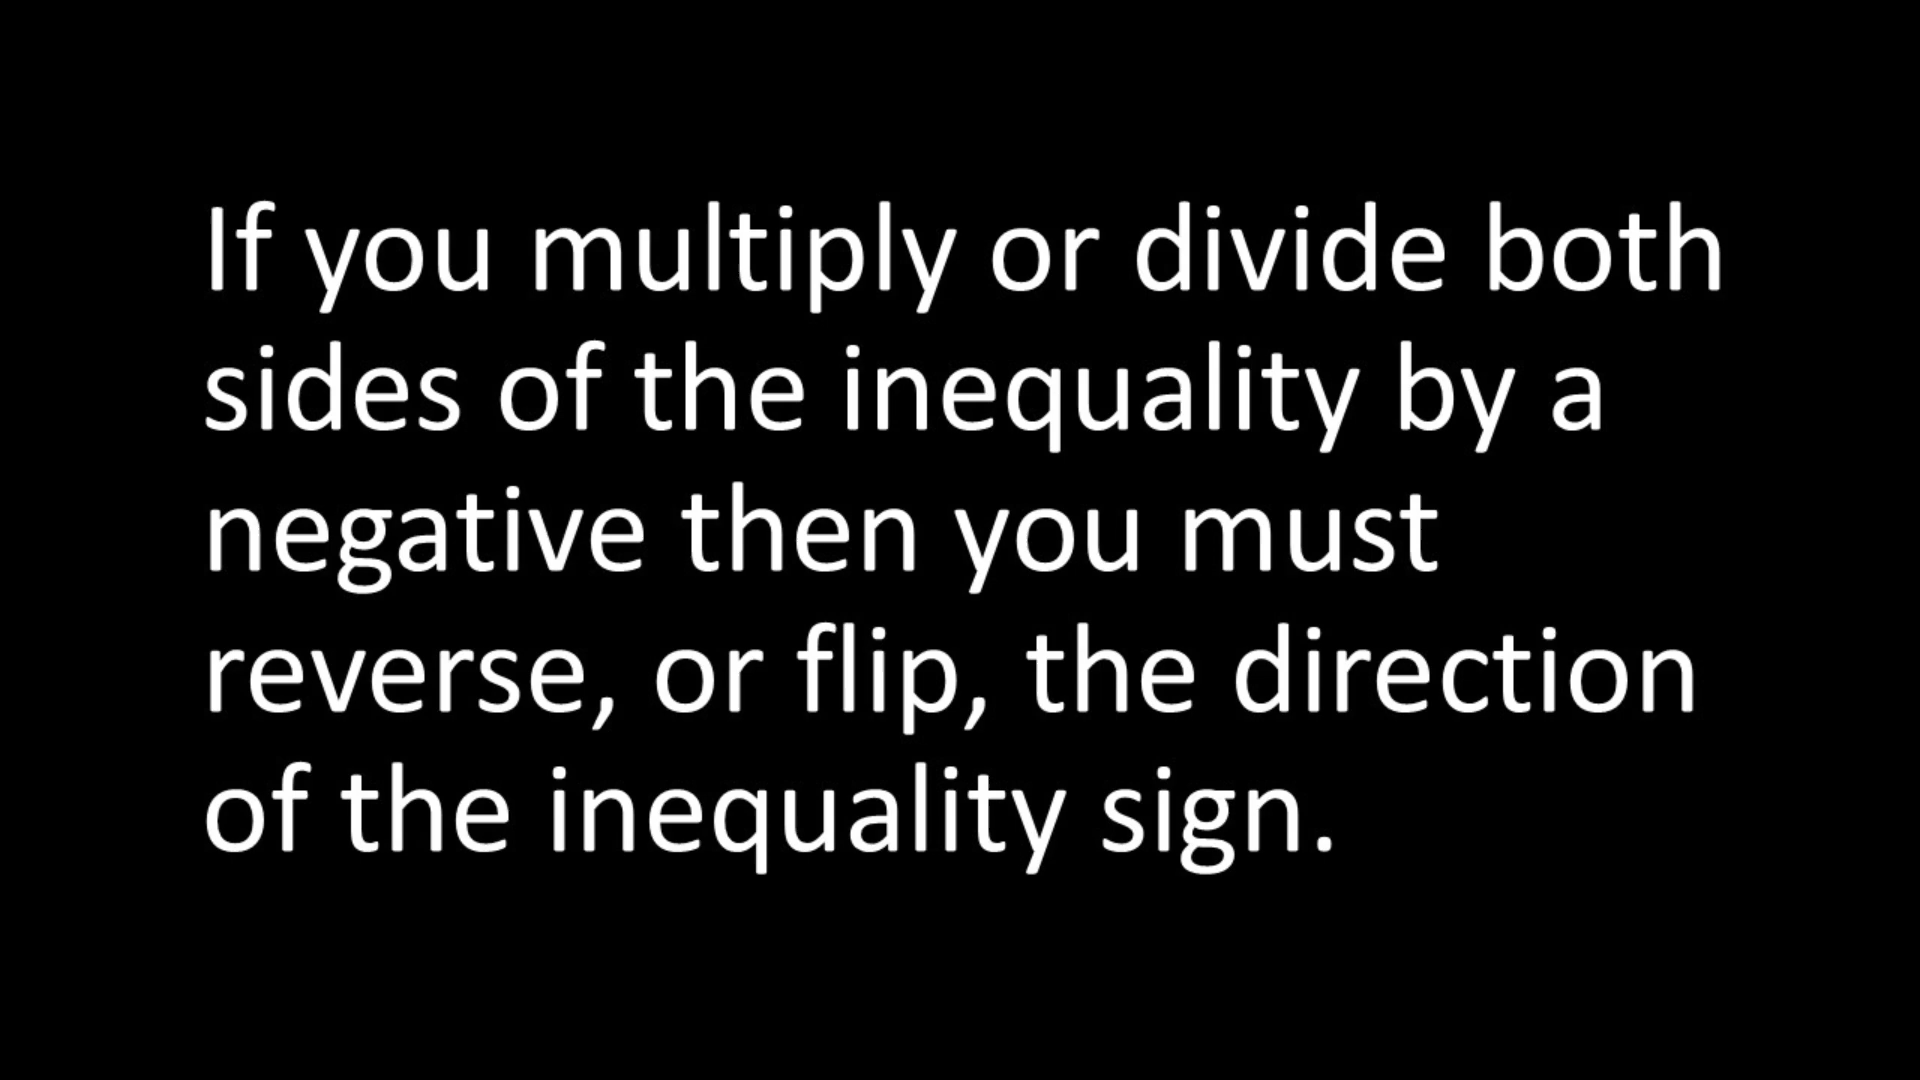 If you multiply or divide both
sides of the inequality by a
negative then you must
reverse, or flip, the direction
of the inequality sign.